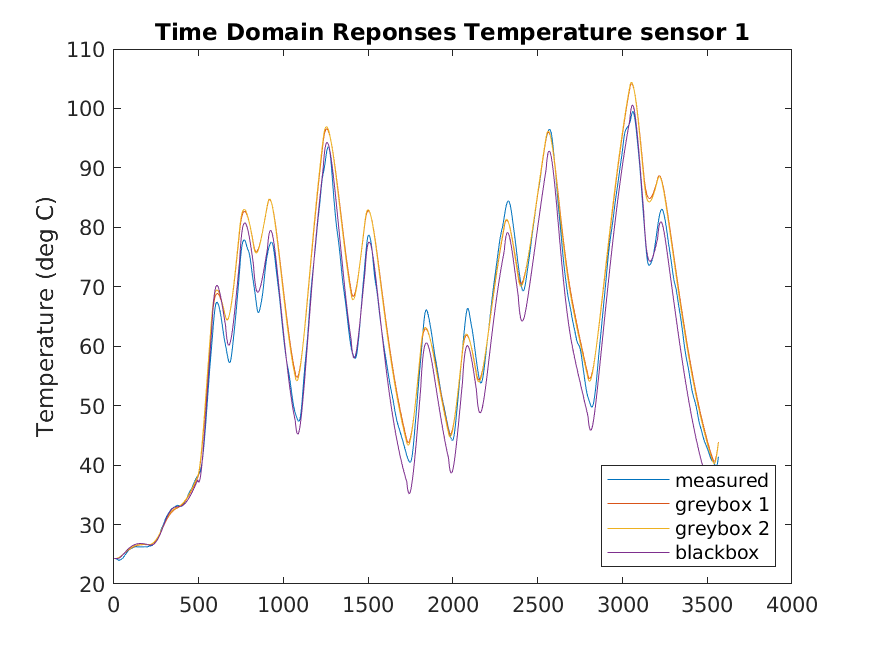 Time Domain Reponses Temperature sensor 1
110
100
90
80
70
60
50
40
30
20
Temperature (deg C)
measured
greybox 1
greybox 2
blackbox
0 500 1000 1500 2000 2500 3000 3500 4000